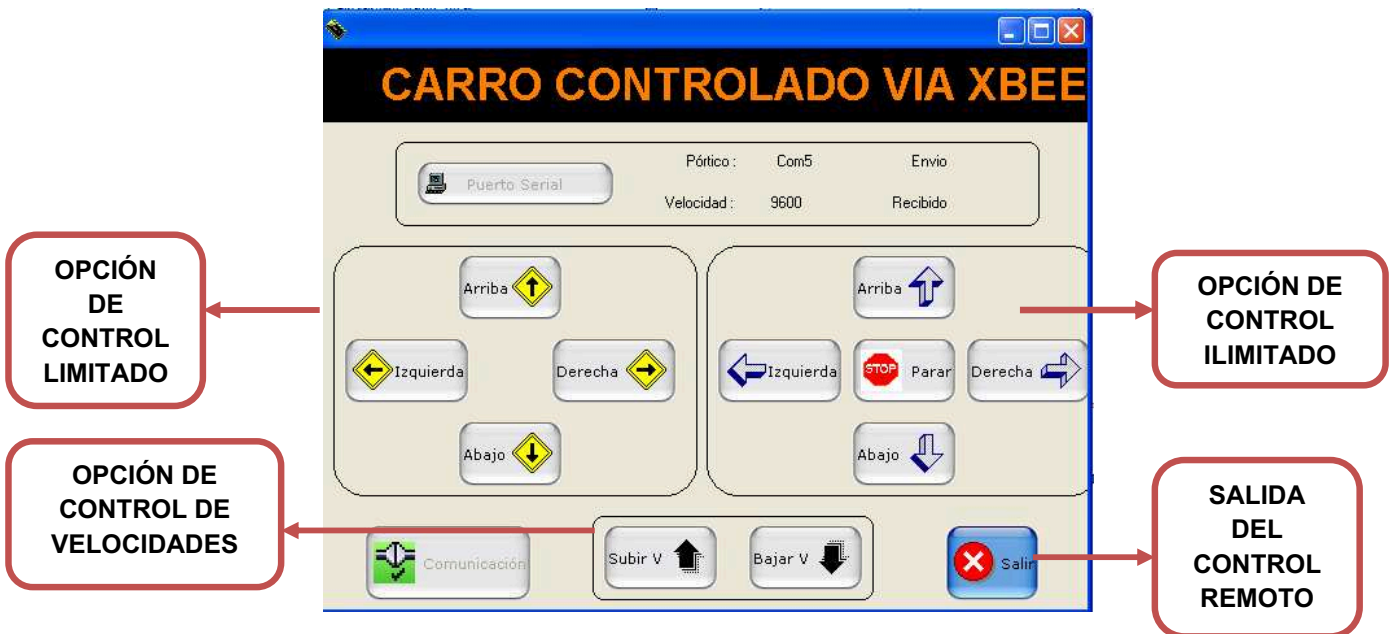 CARRO CONTROLADO VIA XBEE
Puerto Serial
Pórtico : Com5 Envio
Velocidad : 9600 Recibido
OPCIÓN
DE
CONTROL
LIMITADO
Arriba
Izquierda
Derecha
Abajo
Arriba
Izquierda
STOP Parar
Derecha
Abajo
OPCIÓN DE
CONTROL
ILIMITADO
OPCIÓN DE
CONTROL DE
VELOCIDADES
Comunicación
Subir V
Bajar V
Salir
SALIDA
DEL
CONTROL
REMOTO